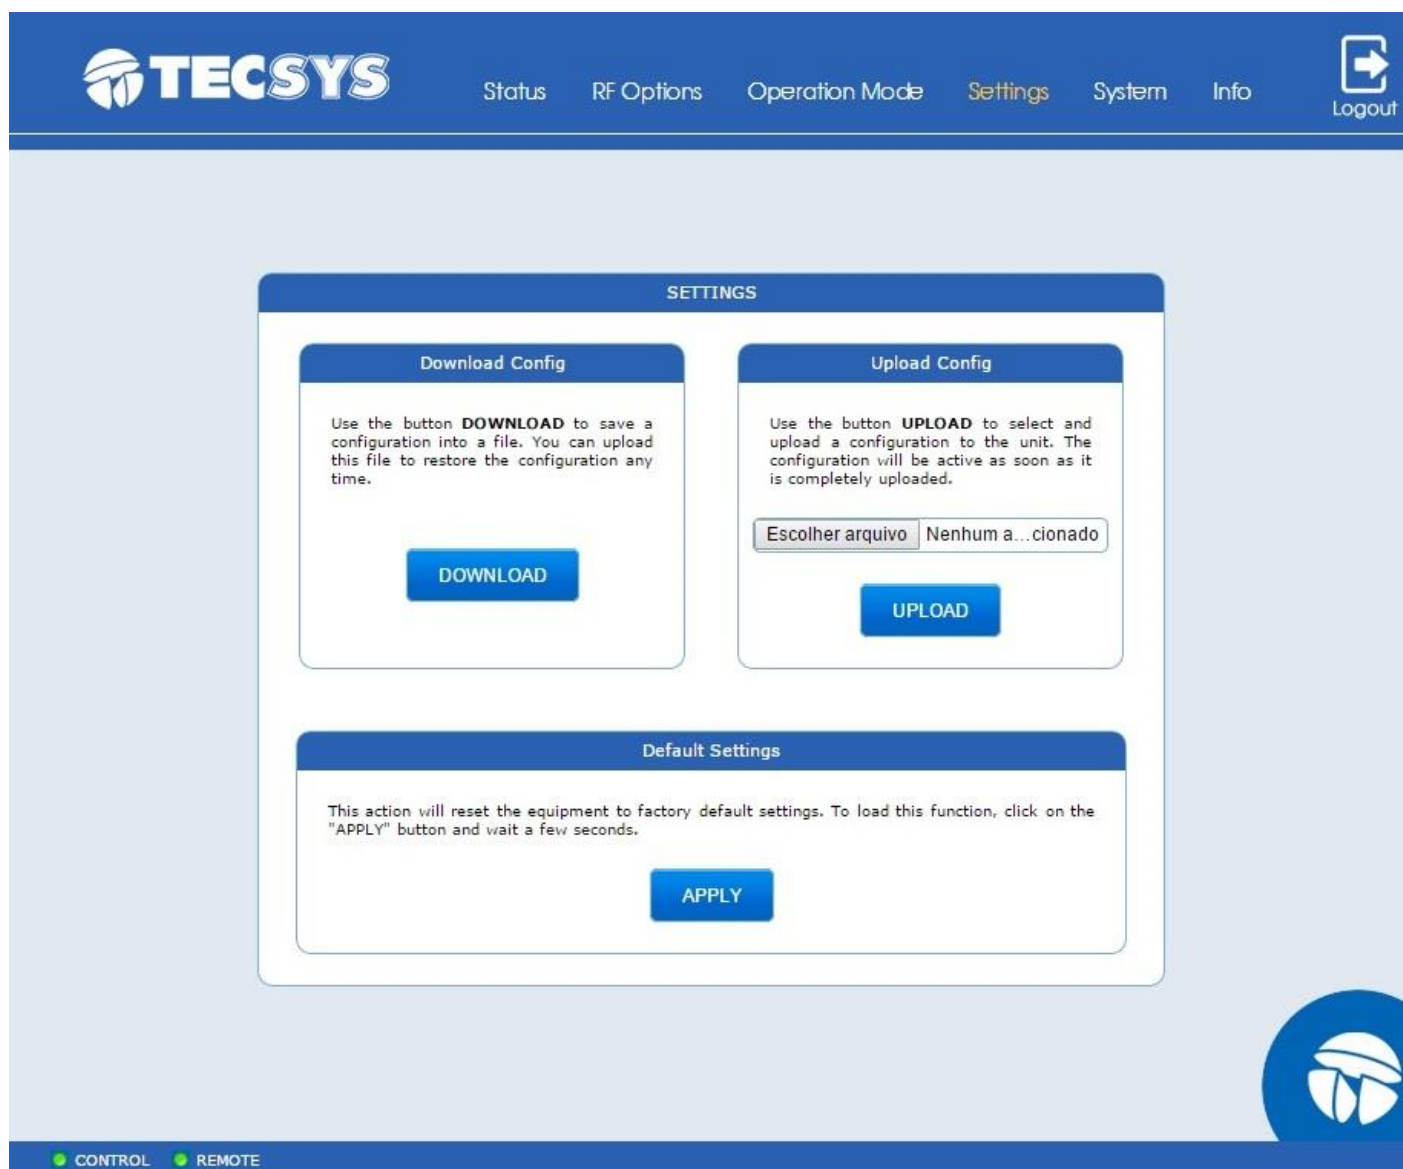 TECSYS
Status RF Options Operation Mode Settings System Info
Logout
SETTINGS
Download Config
Use the button DOWNLOAD to save a
configuration into a file. You can upload
this file to restore the configuration any
time.
DOWNLOAD
Upload Config
Use the button UPLOAD to select and
upload a configuration to the unit. The
configuration will be active as soon as it
is completely uploaded.
Escolher arquivo Nenhum a...cionado
UPLOAD
Default Settings
This action will reset the equipment to factory default settings. To load this function, click on the
"APPLY" button and wait a few seconds.
APPLY
CONTROL REMOTE